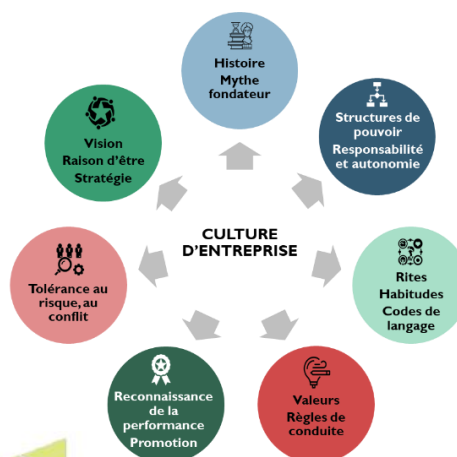 Histoire
Mythe
fondateur
Structures de
pouvoir
Responsabilité
et autonomie
Vision
Raison d'être
Stratégie
CULTURE
D'ENTREPRISE
Rites
Habitudes
Codes de
langage
Tolérance au
risque, au
conflit
Valeurs
Règles de
conduite
Reconnaissance
de la
performance
Promotion